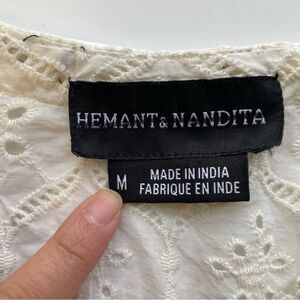 HEMANT & NANDITA
M
MADE IN INDIA
FABRIQUE EN INDE